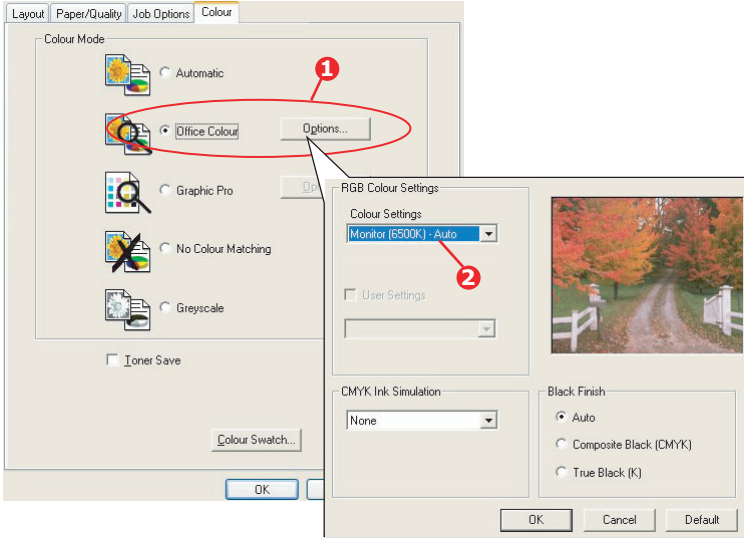 Layout Paper/Quality Job Options Colour
Colour Mode
Automatic
1
Office Colour Options...
Graphic Pro Op
No Colour Matching
Greyscale
Toner Save
Colour Swatch...
OK
RGB Colour Settings
Colour Settings
Monitor (6500K) - Auto
2
User Settings
CMYK Ink Simulation
None
Black Finish
Auto
Composite Black (CMYK)
True Black (K)
OK Cancel Default